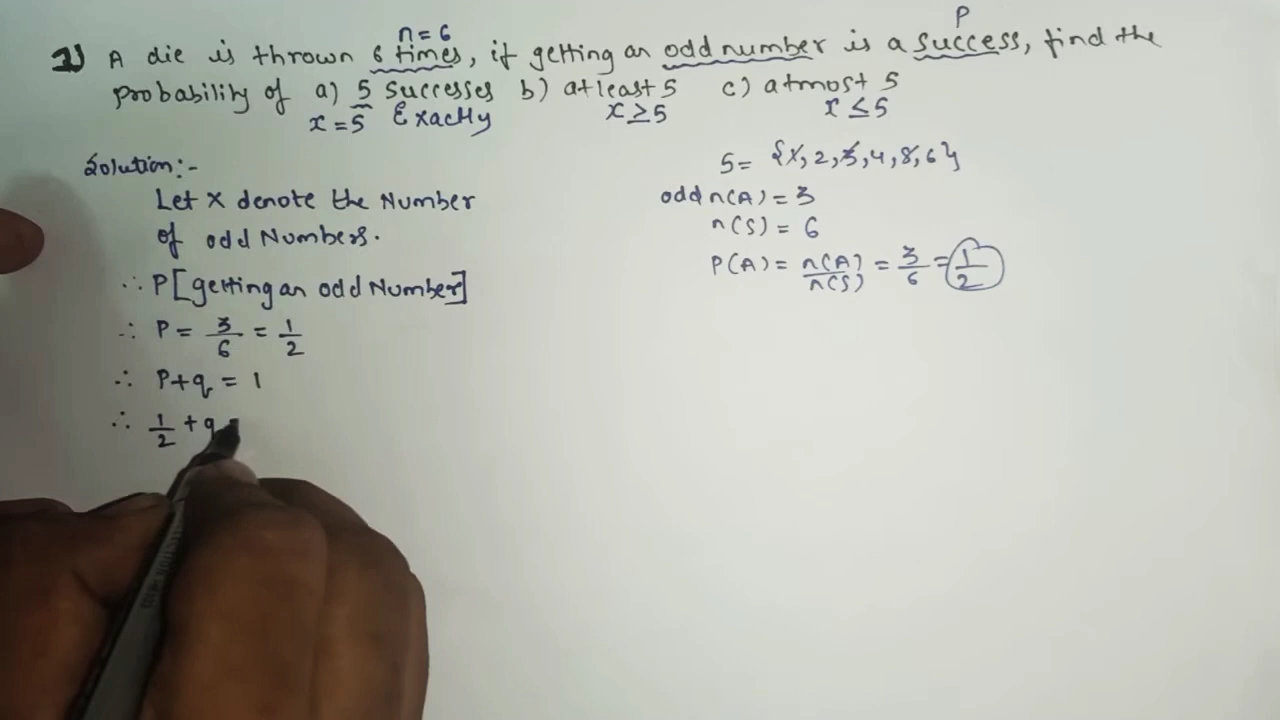 P
n = 6
1) A die is thrown 6 times, if getting an odd number is a success, find the
probability of a) 5 successes b) atleast 5 c) atmost 5
x = 5 Exactly x ≥ 5 x ≤ 5
Solution:-
Let x denote the Number
of odd Numbers.
∴ P[getting an odd Number]
∴ P = 3/6 = 1/2
∴ P+q = 1
∴ 1/2 + q
S = {1, 2, 3, 4, 5, 6}
odd n(A) = 3
n(S) = 6
P(A) = n(A)/n(S) = 3/6 = 1/2